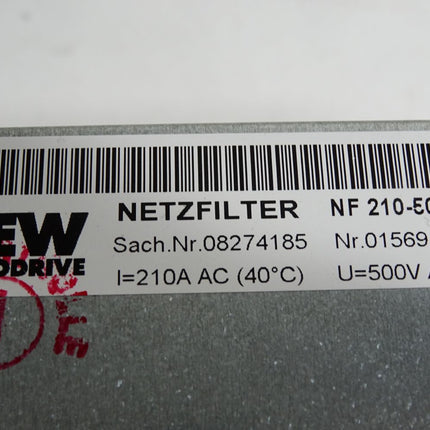 EW
ODRIVE
NETZFILTER NF 210-50
Sach.Nr.08274185 Nr.01569
I=210A AC (40°C) U=500V A